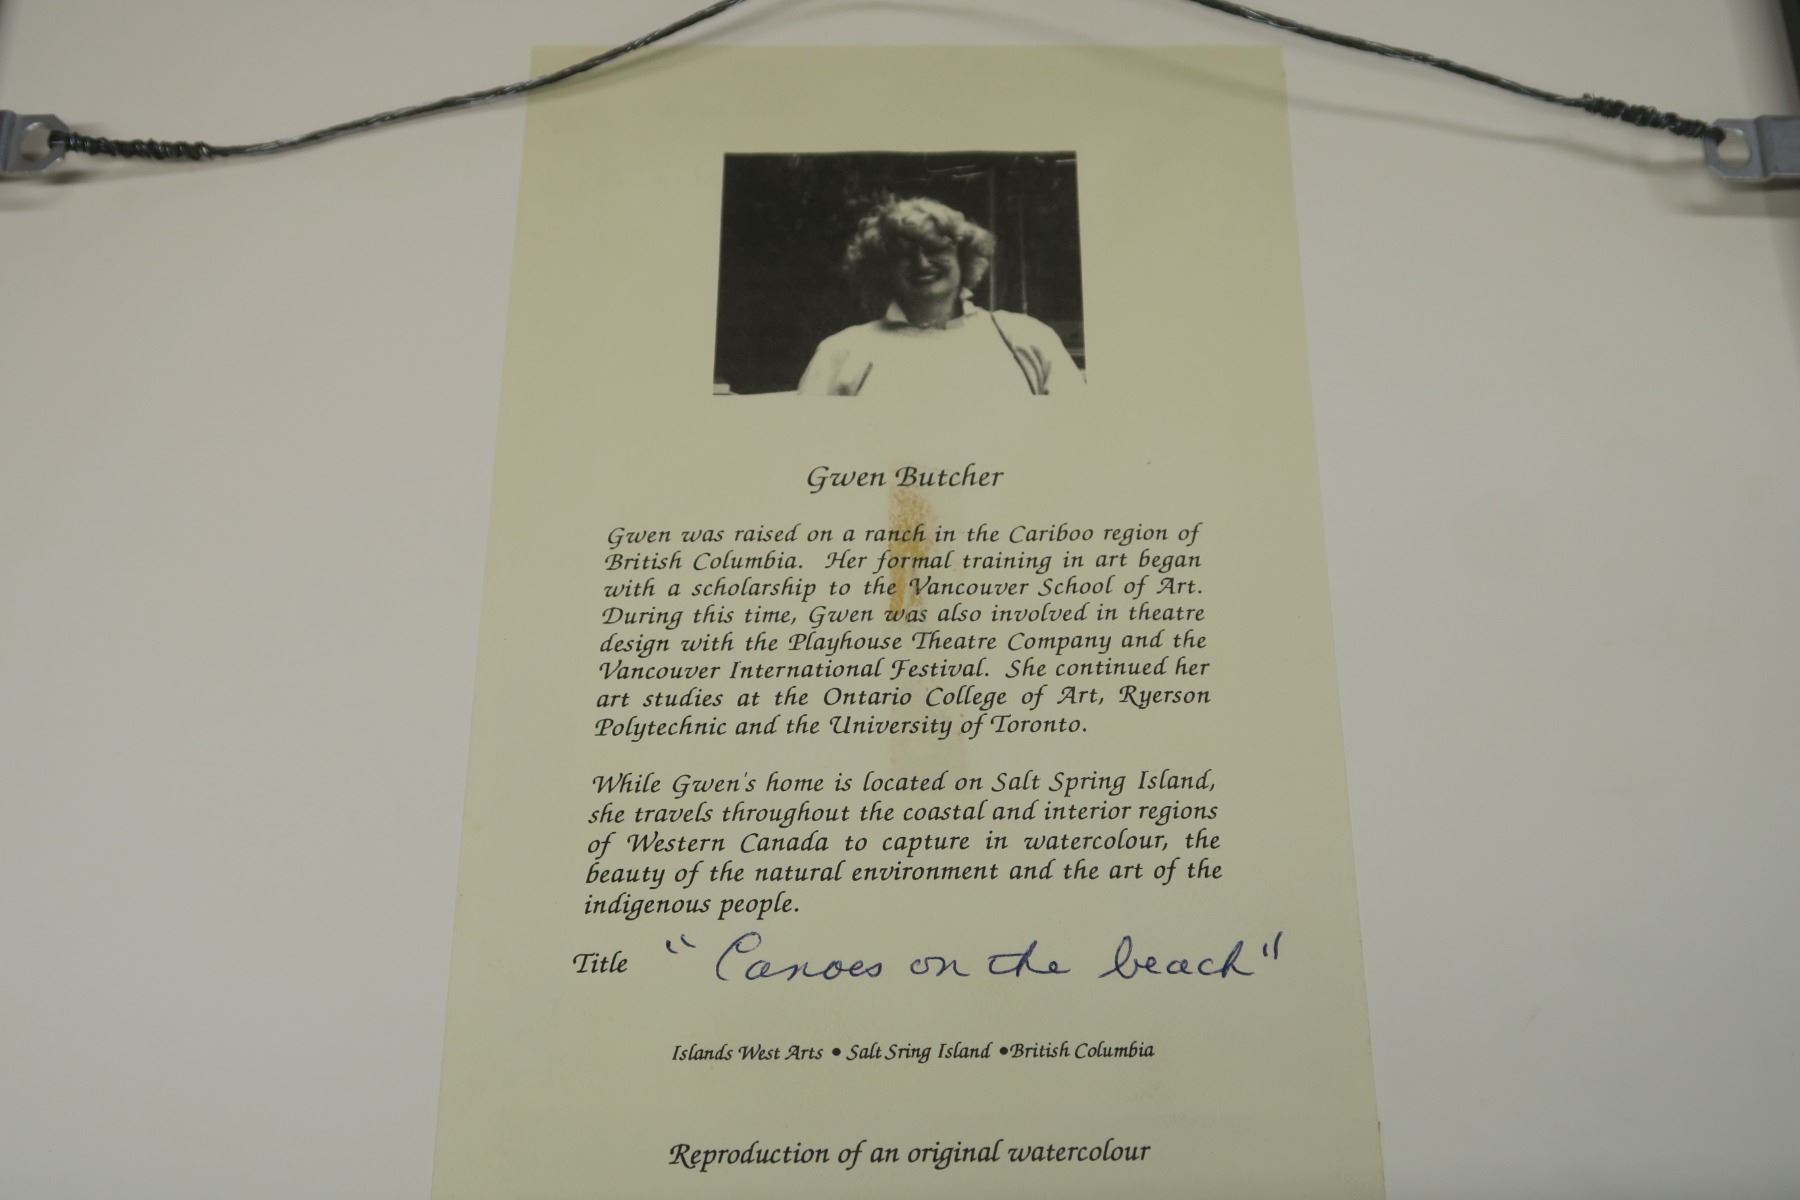 Gwen Butcher
Gwen was raised on a ranch in the Cariboo region of
British Columbia. Her formal training in art began
with a scholarship to the Vancouver School of Art.
During this time, Gwen was also involved in theatre
design with the Playhouse Theatre Company and the
Vancouver International Festival. She continued her
art studies at the Ontario College of Art, Ryerson
Polytechnic and the University of Toronto.
While Gwen's home is located on Salt Spring Island,
she travels throughout the coastal and interior regions
of Western Canada to capture in watercolour, the
beauty of the natural environment and the art of the
indigenous people.
Title "Canoes on the beach"
Islands West Arts • Salt Sring Island •British Columbia
Reproduction of an original watercolour